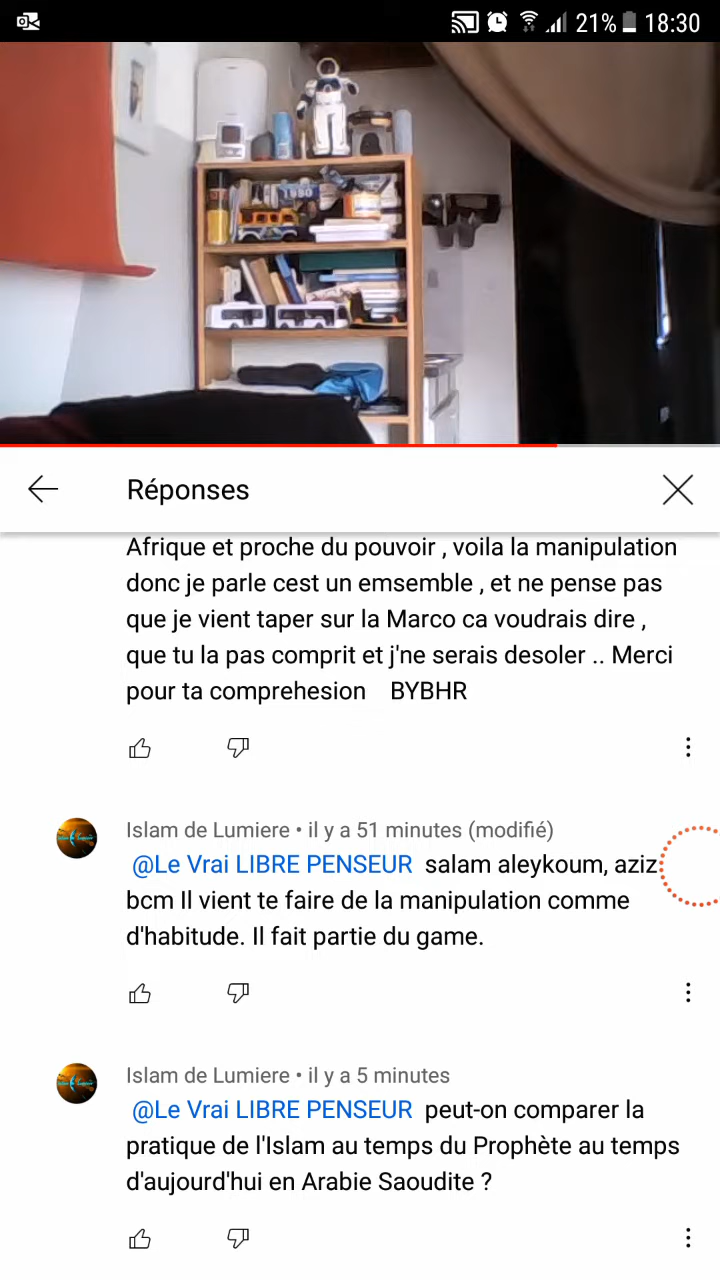 21% 18:30
1980
Réponses
Afrique et proche du pouvoir , voila la manipulation
donc je parle cest un emsemble , et ne pense pas
que je vient taper sur la Marco ca voudrais dire ,
que tu la pas comprit et j'ne serais desoler .. Merci
pour ta comprehesion BYBHR
Islam de Lumiere • il y a 51 minutes (modifié)
@Le Vrai LIBRE PENSEUR salam aleykoum, aziz
bcm Il vient te faire de la manipulation comme
d'habitude. Il fait partie du game.
Islam de Lumiere • il y a 5 minutes
@Le Vrai LIBRE PENSEUR peut-on comparer la
pratique de l'Islam au temps du Prophète au temps
d'aujourd'hui en Arabie Saoudite ?